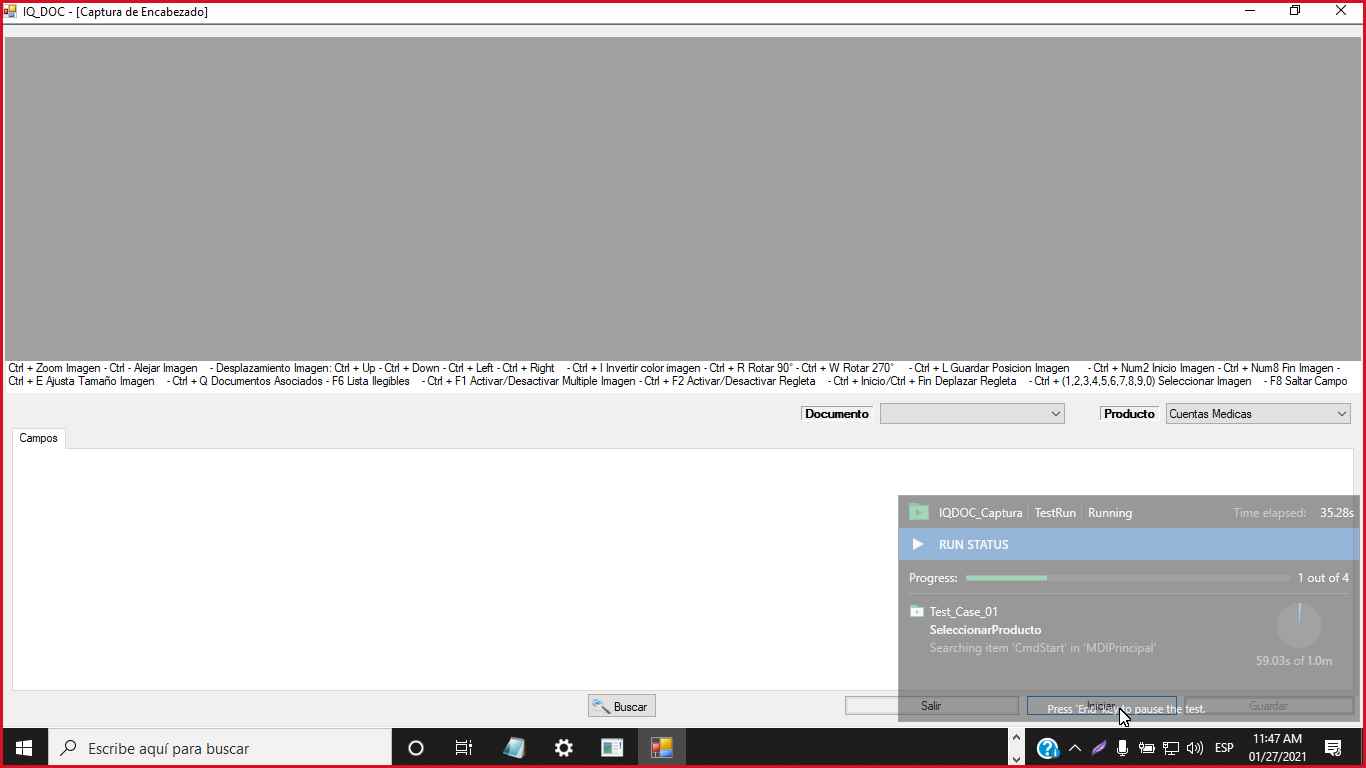 IQ_DOC - [Captura de Encabezado]
Ctrl + Zoom Imagen - Ctrl - Alejar Imagen - Desplazamiento Imagen: Ctrl + Up - Ctrl + Down - Ctrl + Left - Ctrl + Right - Ctrl + I Invertir color imagen - Ctrl + R Rotar 90° - Ctrl + W Rotar 270° - Ctrl + L Guardar Posicion Imagen - Ctrl + Num2 Inicio Imagen - Ctrl + Num8 Fin Imagen -
Ctrl + E Ajusta Tamaño Imagen - Ctrl + Q Documentos Asociados - F6 Lista Ilegibles - Ctrl + F1 Activar/Desactivar Multiple Imagen - Ctrl + F2 Activar/Desactivar Regleta - Ctrl + Inicio/Ctrl + Fin Deplazar Regleta - Ctrl + (1,2,3,4,5,6,7,8,9,0) Seleccionar Imagen - F8 Saltar Campo
Documento Producto Cuentas Medicas
Campos
IQDOC_Captura TestRun Running Time elapsed: 35.28s
RUN STATUS
Progress: 1 out of 4
Test_Case_01
SeleccionarProducto
Searching item 'CmdStart' in 'MDIPrincipal'
59.03s of 1.0m
Buscar Salir Iniciar Guardar
Press 'End' key to pause the test.
Escribe aquí para buscar
ESP
11:47 AM
01/27/2021